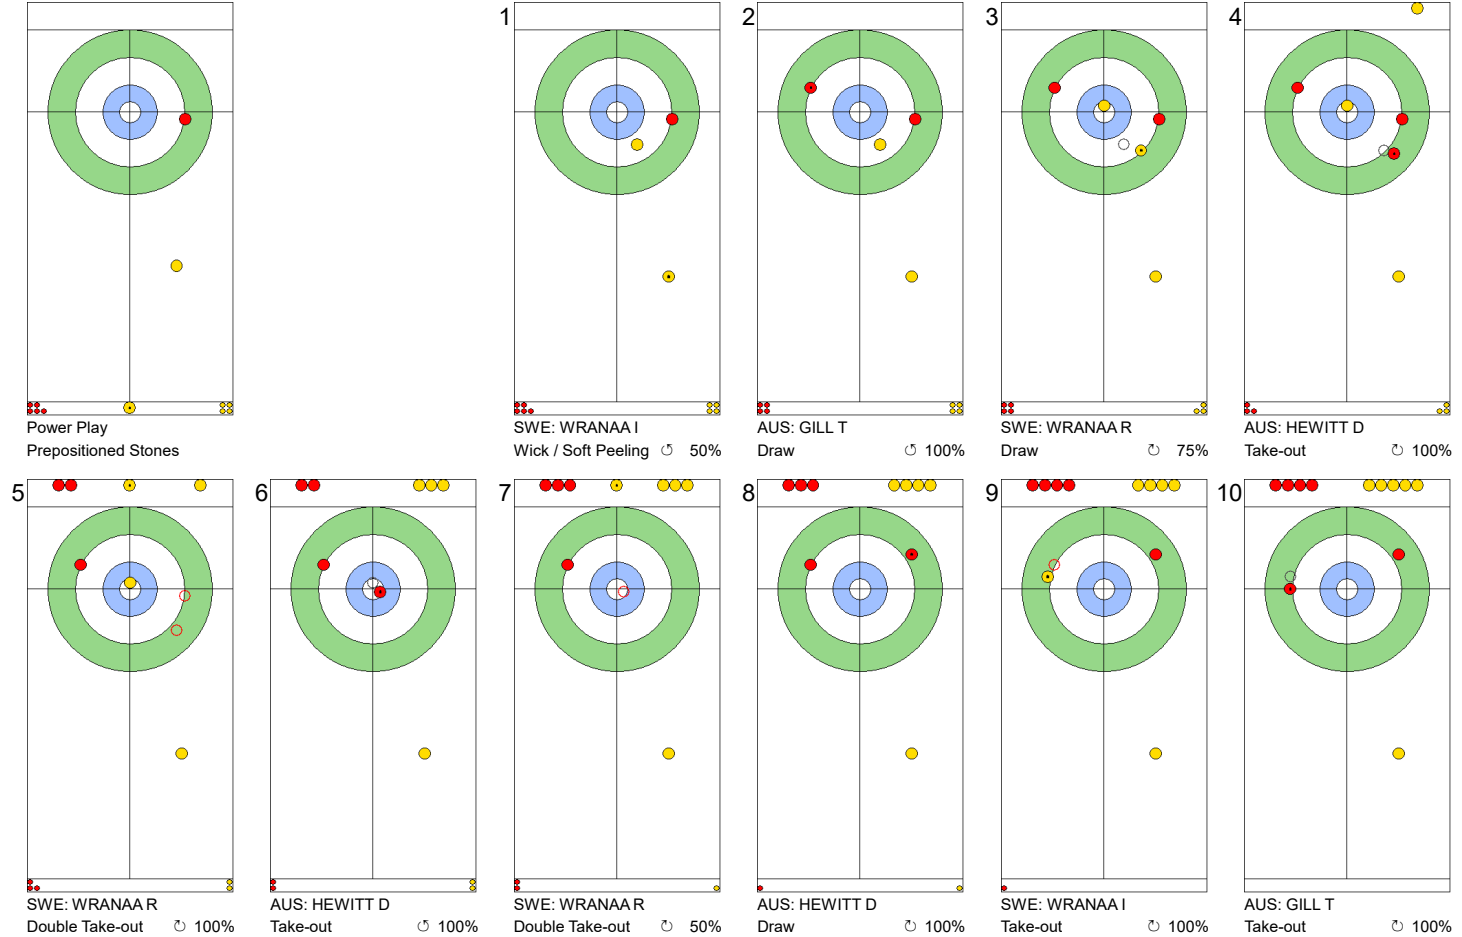 Power Play
Prepositioned Stones
1
SWE: WRANAA I
Wick / Soft Peeling 50%
2
AUS: GILL T
Draw 100%
3
SWE: WRANAA R
Draw 75%
4
AUS: HEWITT D
Take-out 100%
5
SWE: WRANAA R
Double Take-out 100%
6
AUS: HEWITT D
Take-out 100%
7
SWE: WRANAA R
Double Take-out 50%
8
AUS: HEWITT D
Draw 100%
9
SWE: WRANAA I
Take-out 100%
10
AUS: GILL T
Take-out 100%